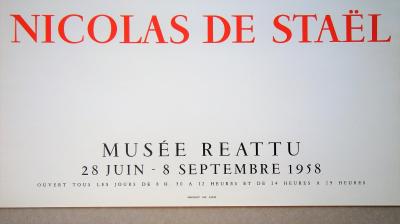 NICOLAS DE STAËL
MUSÉE REATTU
28 JUIN - 8 SEPTEMBRE 1958
OUVERT TOUS LES JOURS DE 8 H. 30 A 12 HEURES ET DE 14 HEURES A 19 HEURES